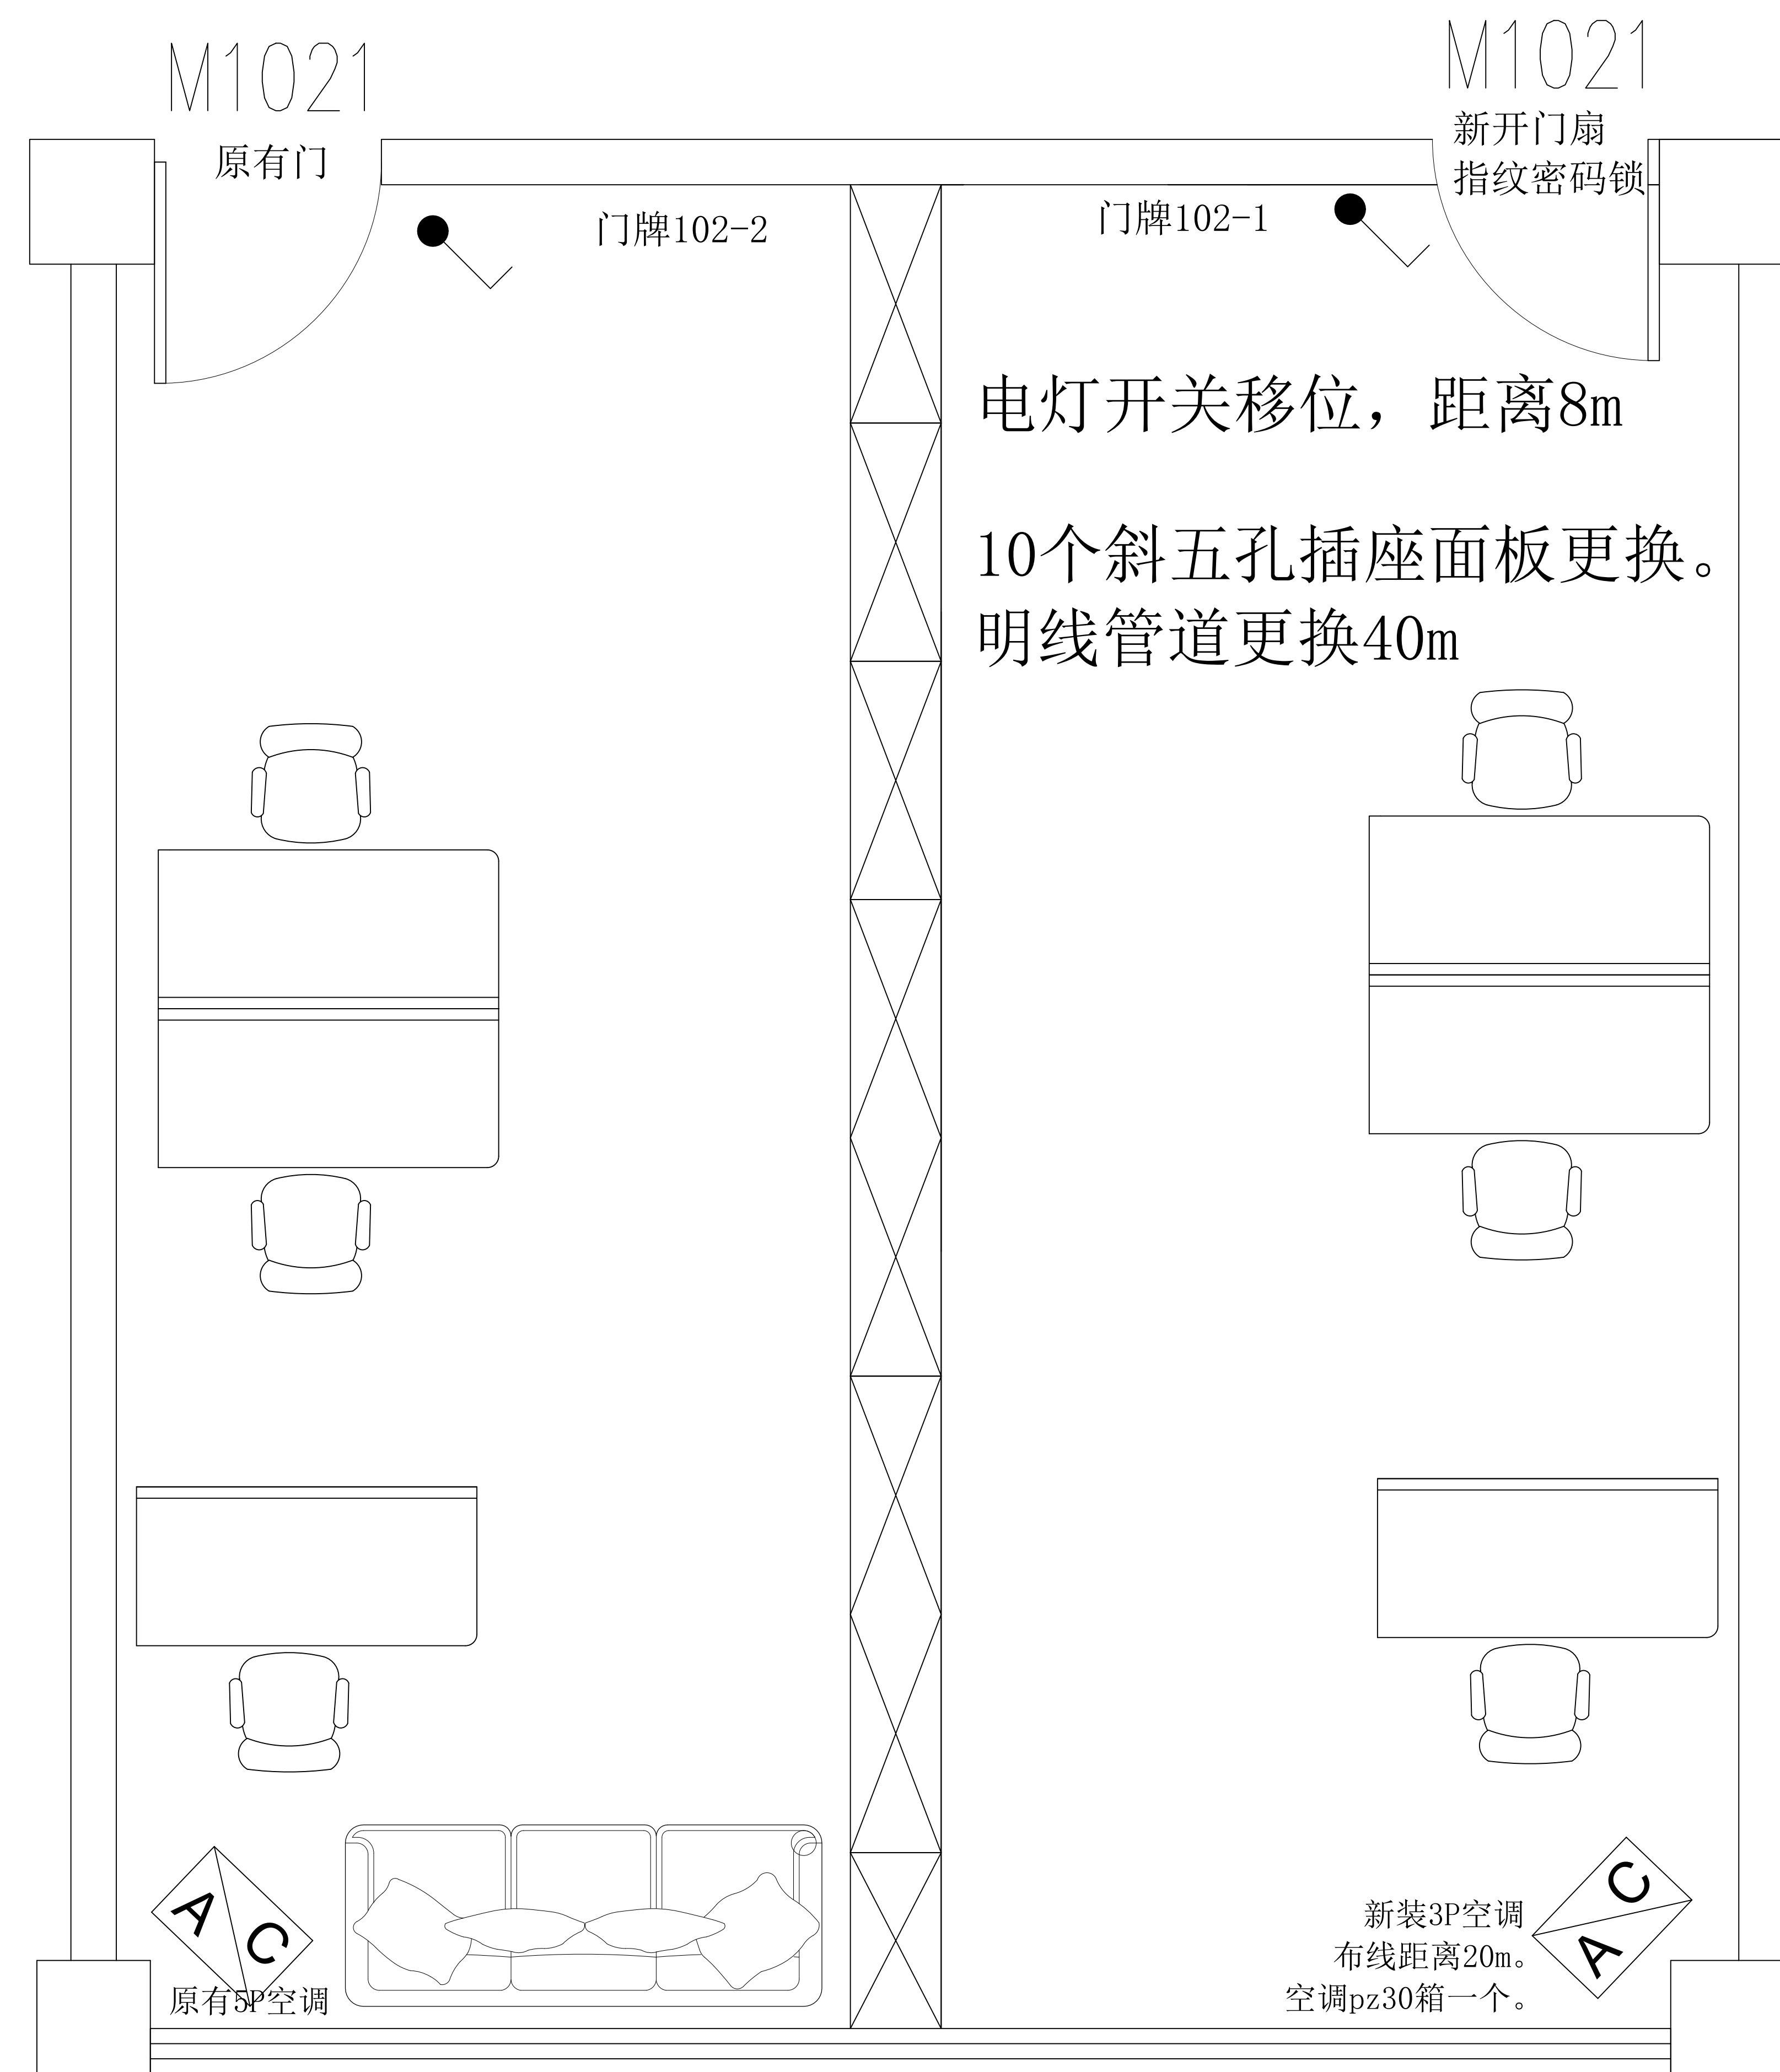 M1021
原有门
M1021
新开门扇
指纹密码锁
门牌102-2
门牌102-1
电灯开关移位，距离8m
10个斜五孔插座面板更换。
明线管道更换40m
AC
原有5P空调
新装3P空调
布线距离20m。
空调pz30箱一个。
AC